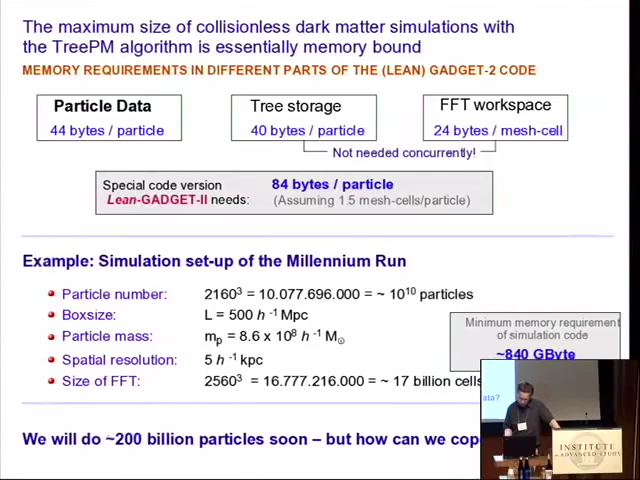 The maximum size of collisionless dark matter simulations with
the TreePM algorithm is essentially memory bound
MEMORY REQUIREMENTS IN DIFFERENT PARTS OF THE (LEAN) GADGET-2 CODE
Particle Data
44 bytes / particle
Tree storage
40 bytes / particle
FFT workspace
24 bytes / mesh-cell
Not needed concurrently!
Special code version 84 bytes / particle
Lean-GADGET-II needs: (Assuming 1.5 mesh-cells/particle)
Example: Simulation set-up of the Millennium Run
Particle number: 2160³ = 10.077.696.000 = ~ 10¹⁰ particles
Boxsize: L = 500 h⁻¹ Mpc
Particle mass: mₚ = 8.6 x 10⁸ h⁻¹ M☉
Spatial resolution: 5 h⁻¹ kpc
Size of FFT: 2560³ = 16.777.216.000 = ~ 17 billion cells
Minimum memory requirement
of simulation code
~840 GByte
We will do ~200 billion particles soon – but how can we cop
ata?
INSTITUTE
ADVANCED STUDY